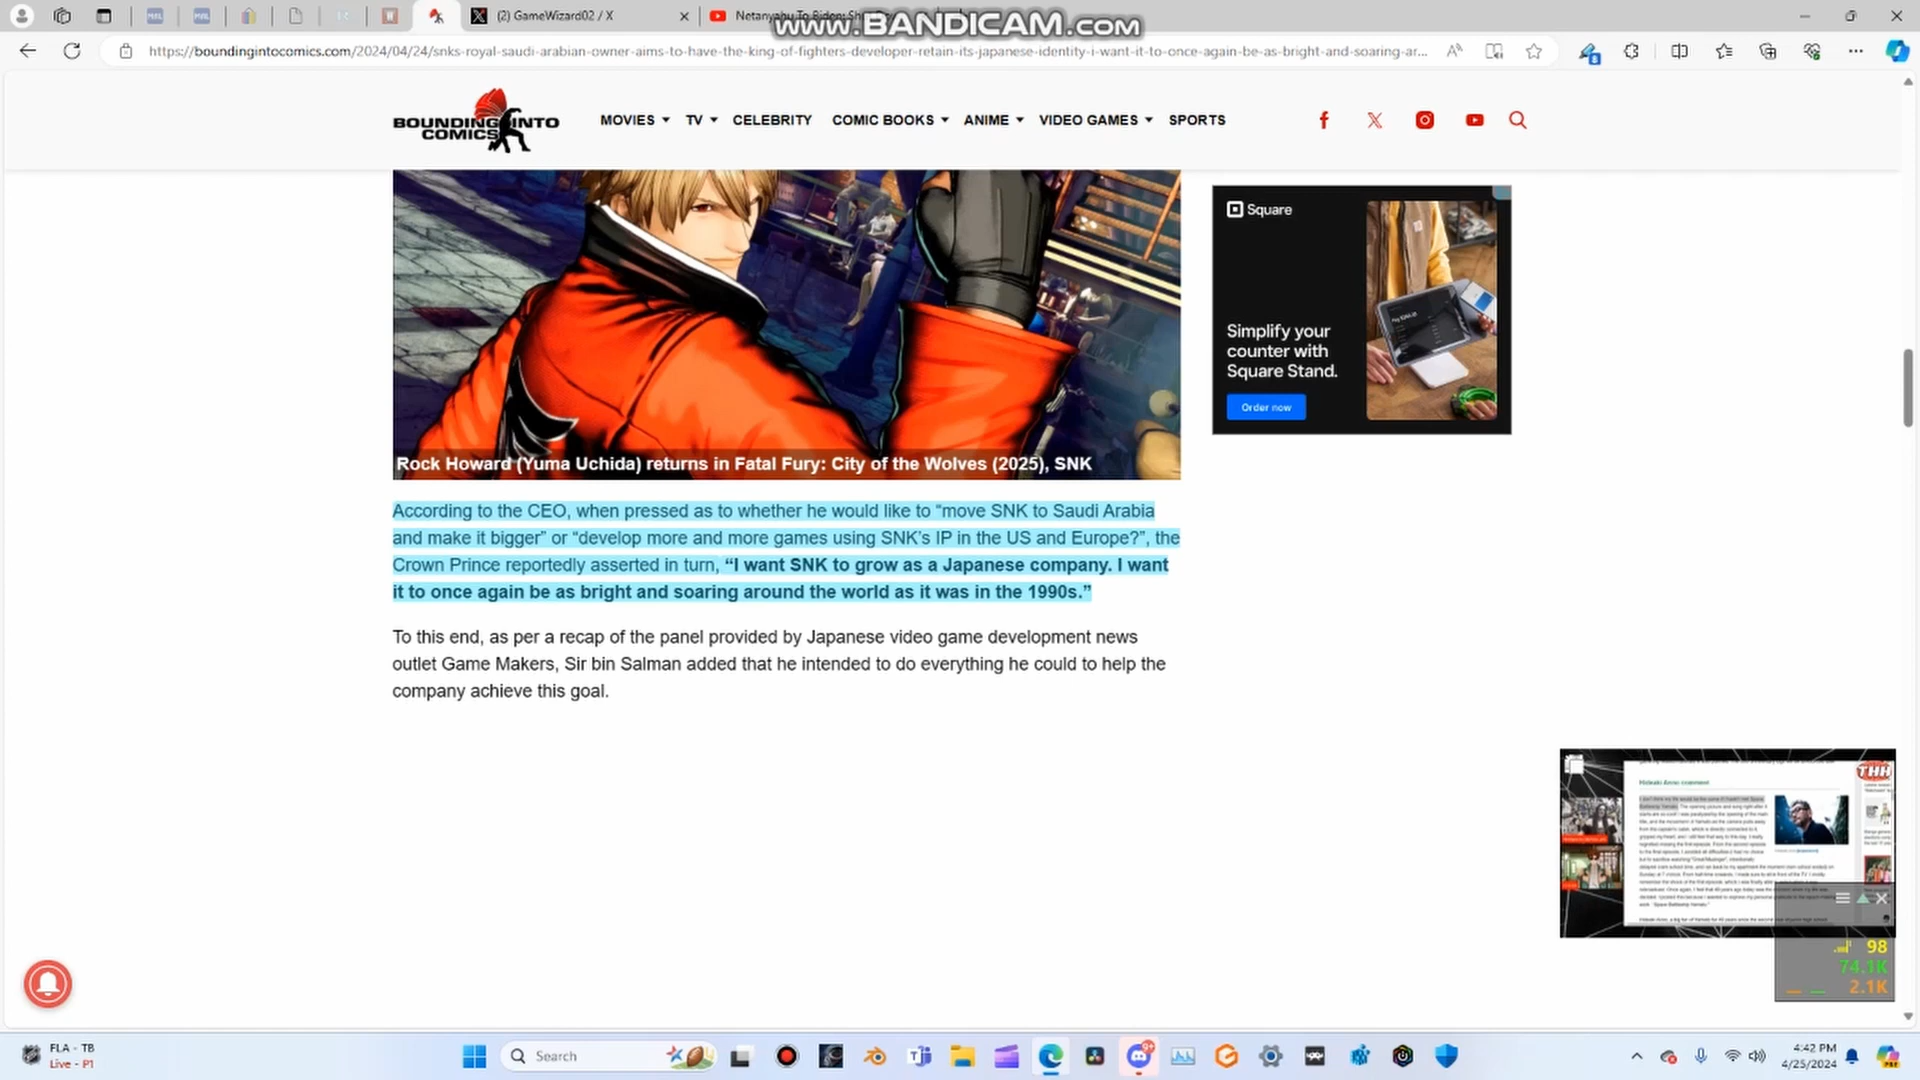 (2) GameWizard02 / X
Netanyahu To Biden: Sh
www.BANDICAM.com
https://boundingintocomics.com/2024/04/24/snks-royal-saudi-arabian-owner-aims-to-have-the-king-of-fighters-developer-retain-its-japanese-identity-i-want-it-to-once-again-be-as-bright-and-soaring-ar...
BOUNDING INTO
COMICS
MOVIES
TV
CELEBRITY
COMIC BOOKS
ANIME
VIDEO GAMES
SPORTS
Square
Simplify your
counter with
Square Stand.
Order now
Rock Howard (Yuma Uchida) returns in Fatal Fury: City of the Wolves (2025), SNK
According to the CEO, when pressed as to whether he would like to “move SNK to Saudi Arabia
and make it bigger” or “develop more and more games using SNK’s IP in the US and Europe?”, the
Crown Prince reportedly asserted in turn, “I want SNK to grow as a Japanese company. I want
it to once again be as bright and soaring around the world as it was in the 1990s.”
To this end, as per a recap of the panel provided by Japanese video game development news
outlet Game Makers, Sir bin Salman added that he intended to do everything he could to help the
company achieve this goal.
Hideaki Anno comment
THH
98
74.1K
2.1K
FLA - TB
Live - P1
Search
4:42 PM
4/25/2024